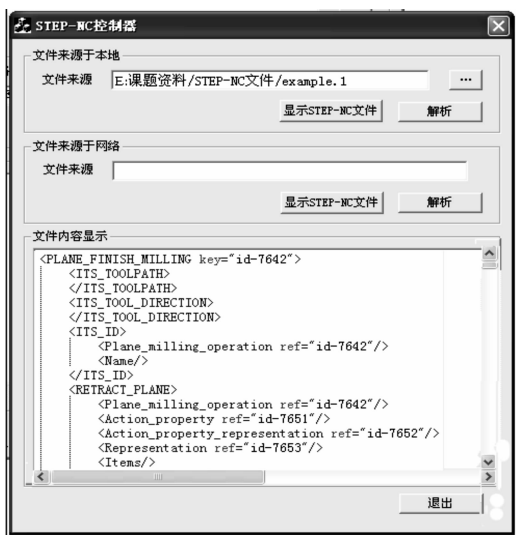 STEP-NC控制器
文件来源于本地
文件来源 E:课题资料/STEP-NC文件/example.1 ...
显示STEP-NC文件 解析
文件来源于网络
文件来源
显示STEP-NC文件 解析
文件内容显示
<PLANE_FINISH_MILLING key="id-7642">
<ITS_TOOLPATH>
</ITS_TOOLPATH>
<ITS_TOOL_DIRECTION>
</ITS_TOOL_DIRECTION>
<ITS_ID>
<Plane_milling_operation ref="id-7642"/>
<Name/>
</ITS_ID>
<RETRACT_PLANE>
<Plane_milling_operation ref="id-7642"/>
<Action_property ref="id-7651"/>
<Action_property_representation ref="id-7652"/>
<Representation ref="id-7653"/>
<Items/>
退出